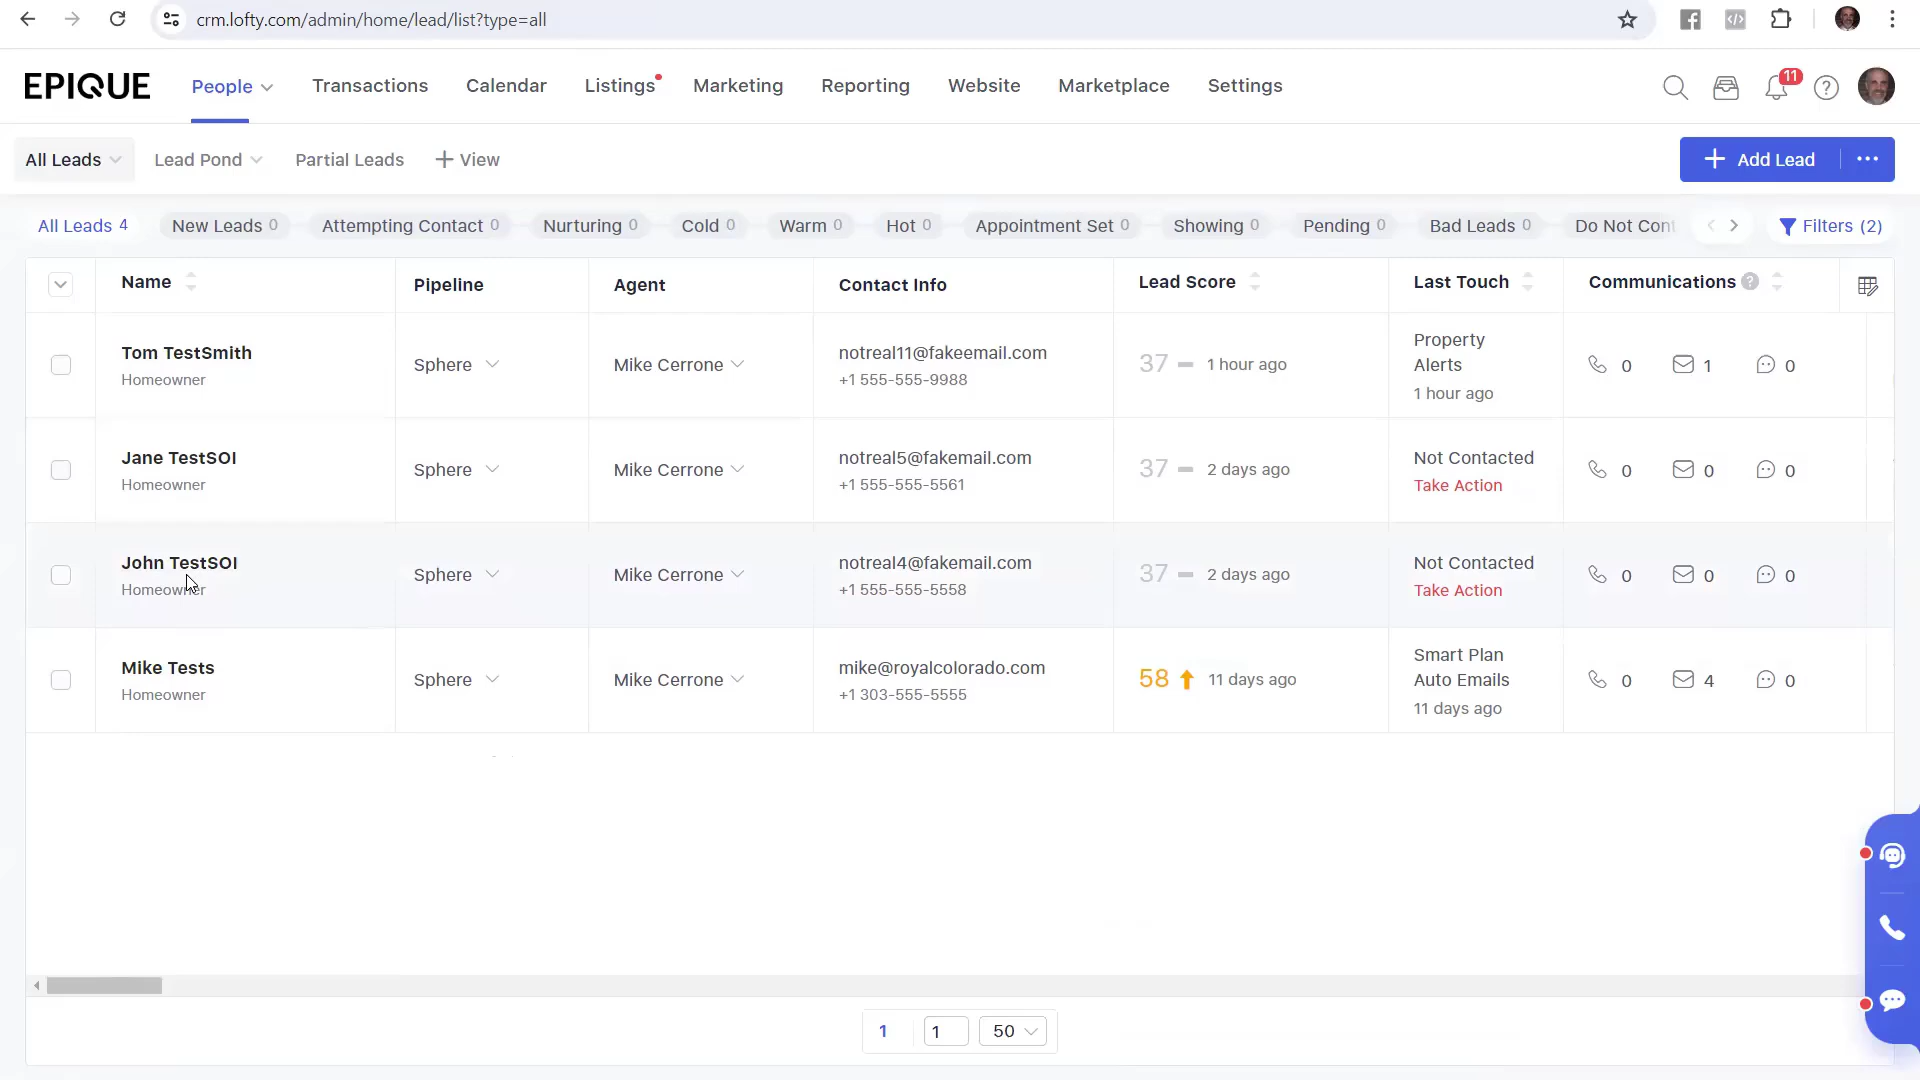 crm.lofty.com/admin/home/lead/list?type=all
EPIQUE People Transactions Calendar Listings Marketing Reporting Website Marketplace Settings 11
All Leads Lead Pond Partial Leads + View + Add Lead ...
All Leads 4 New Leads 0 Attempting Contact 0 Nurturing 0 Cold 0 Warm 0 Hot 0 Appointment Set 0 Showing 0 Pending 0 Bad Leads 0 Do Not Cont Filters (2)
Name Pipeline Agent Contact Info Lead Score Last Touch Communications ?
Tom TestSmith
Homeowner
Sphere
Mike Cerrone
notreal11@fakeemail.com
+1 555-555-9988
37 1 hour ago
Property
Alerts
1 hour ago
0 1 0
Jane TestSOI
Homeowner
Sphere
Mike Cerrone
notreal5@fakemail.com
+1 555-555-5561
37 2 days ago
Not Contacted
Take Action
0 0 0
John TestSOI
Homeowner
Sphere
Mike Cerrone
notreal4@fakemail.com
+1 555-555-5558
37 2 days ago
Not Contacted
Take Action
0 0 0
Mike Tests
Homeowner
Sphere
Mike Cerrone
mike@royalcolorado.com
+1 303-555-5555
58 11 days ago
Smart Plan
Auto Emails
11 days ago
0 4 0
1 1 50